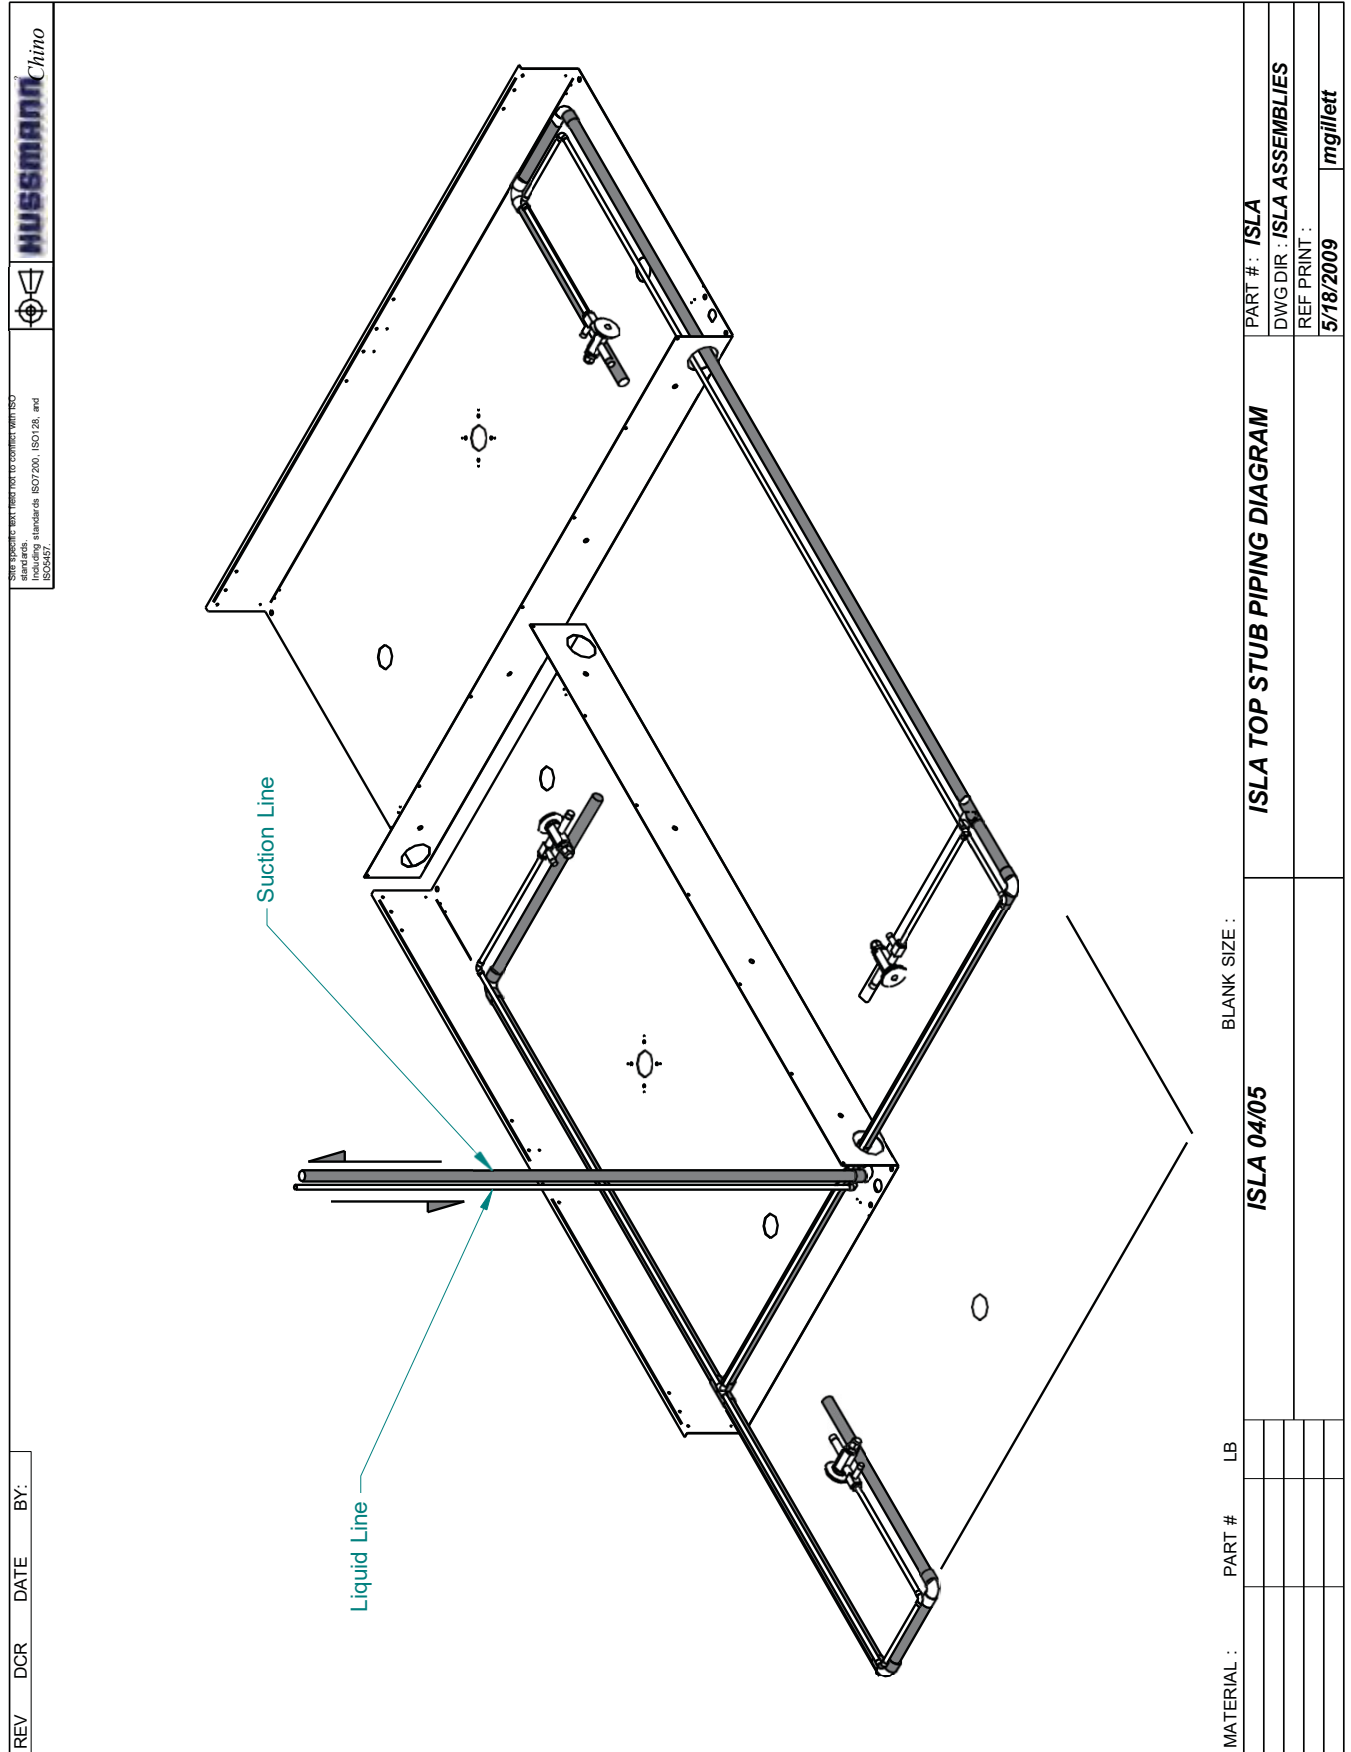 REV DCR DATE BY:
Site specific text field not to conflict with ISO
standards.
Including standards ISO7200, ISO128, and
ISO5457.
HUSSMANN Chino
Suction Line
Liquid Line
MATERIAL : PART # LB BLANK SIZE :
ISLA 04/05
ISLA TOP STUB PIPING DIAGRAM
PART # : ISLA
DWG DIR : ISLA ASSEMBLIES
REF PRINT :
5/18/2009 mgillett